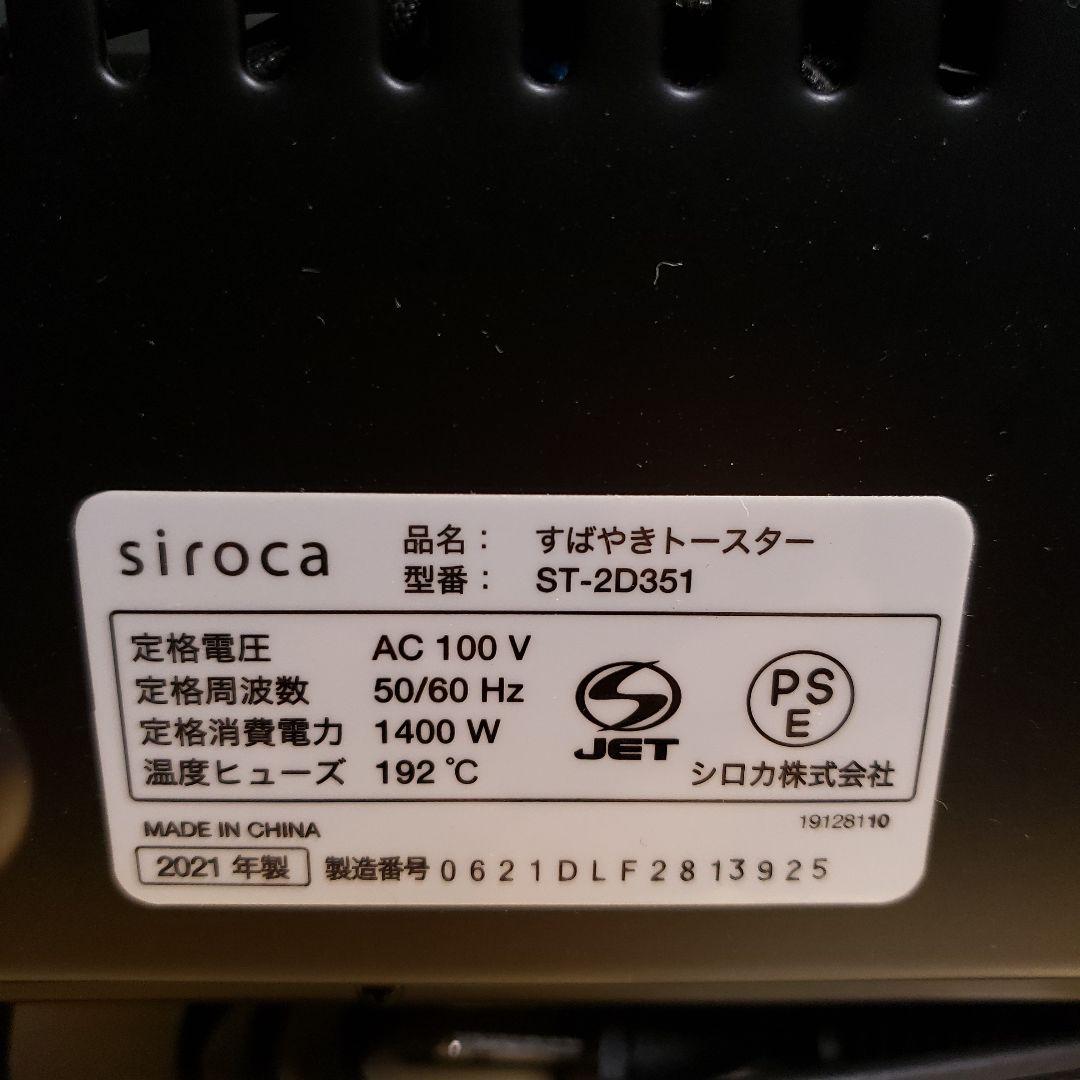 siroca
品名： すばやきトースター
型番： ST-2D351
定格電圧 AC 100 V
定格周波数 50/60 Hz
定格消費電力 1400 W
温度ヒューズ 192 ℃
JET
PSE
シロカ株式会社
MADE IN CHINA
19128110
2021 年製 製造番号 0621DLF2813925